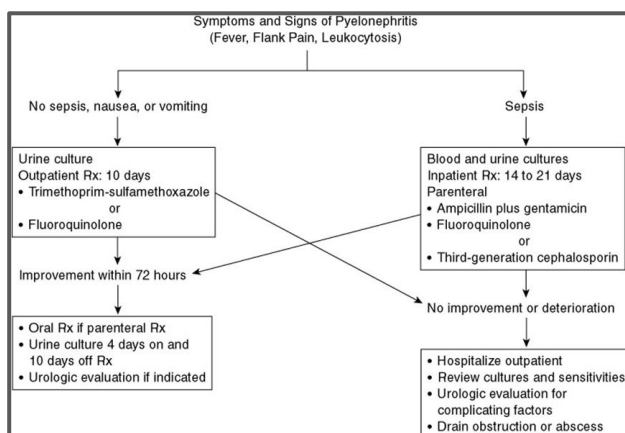 Symptoms and Signs of Pyelonephritis
(Fever, Flank Pain, Leukocytosis)
No sepsis, nausea, or vomiting
Sepsis
Urine culture
Outpatient Rx: 10 days
• Trimethoprim-sulfamethoxazole
or
• Fluoroquinolone
Blood and urine cultures
Inpatient Rx: 14 to 21 days
Parenteral
• Ampicillin plus gentamicin
• Fluoroquinolone
or
• Third-generation cephalosporin
Improvement within 72 hours
No improvement or deterioration
• Oral Rx if parenteral Rx
• Urine culture 4 days on and
10 days off Rx
• Urologic evaluation if indicated
• Hospitalize outpatient
• Review cultures and sensitivities
• Urologic evaluation for
complicating factors
• Drain obstruction or abscess